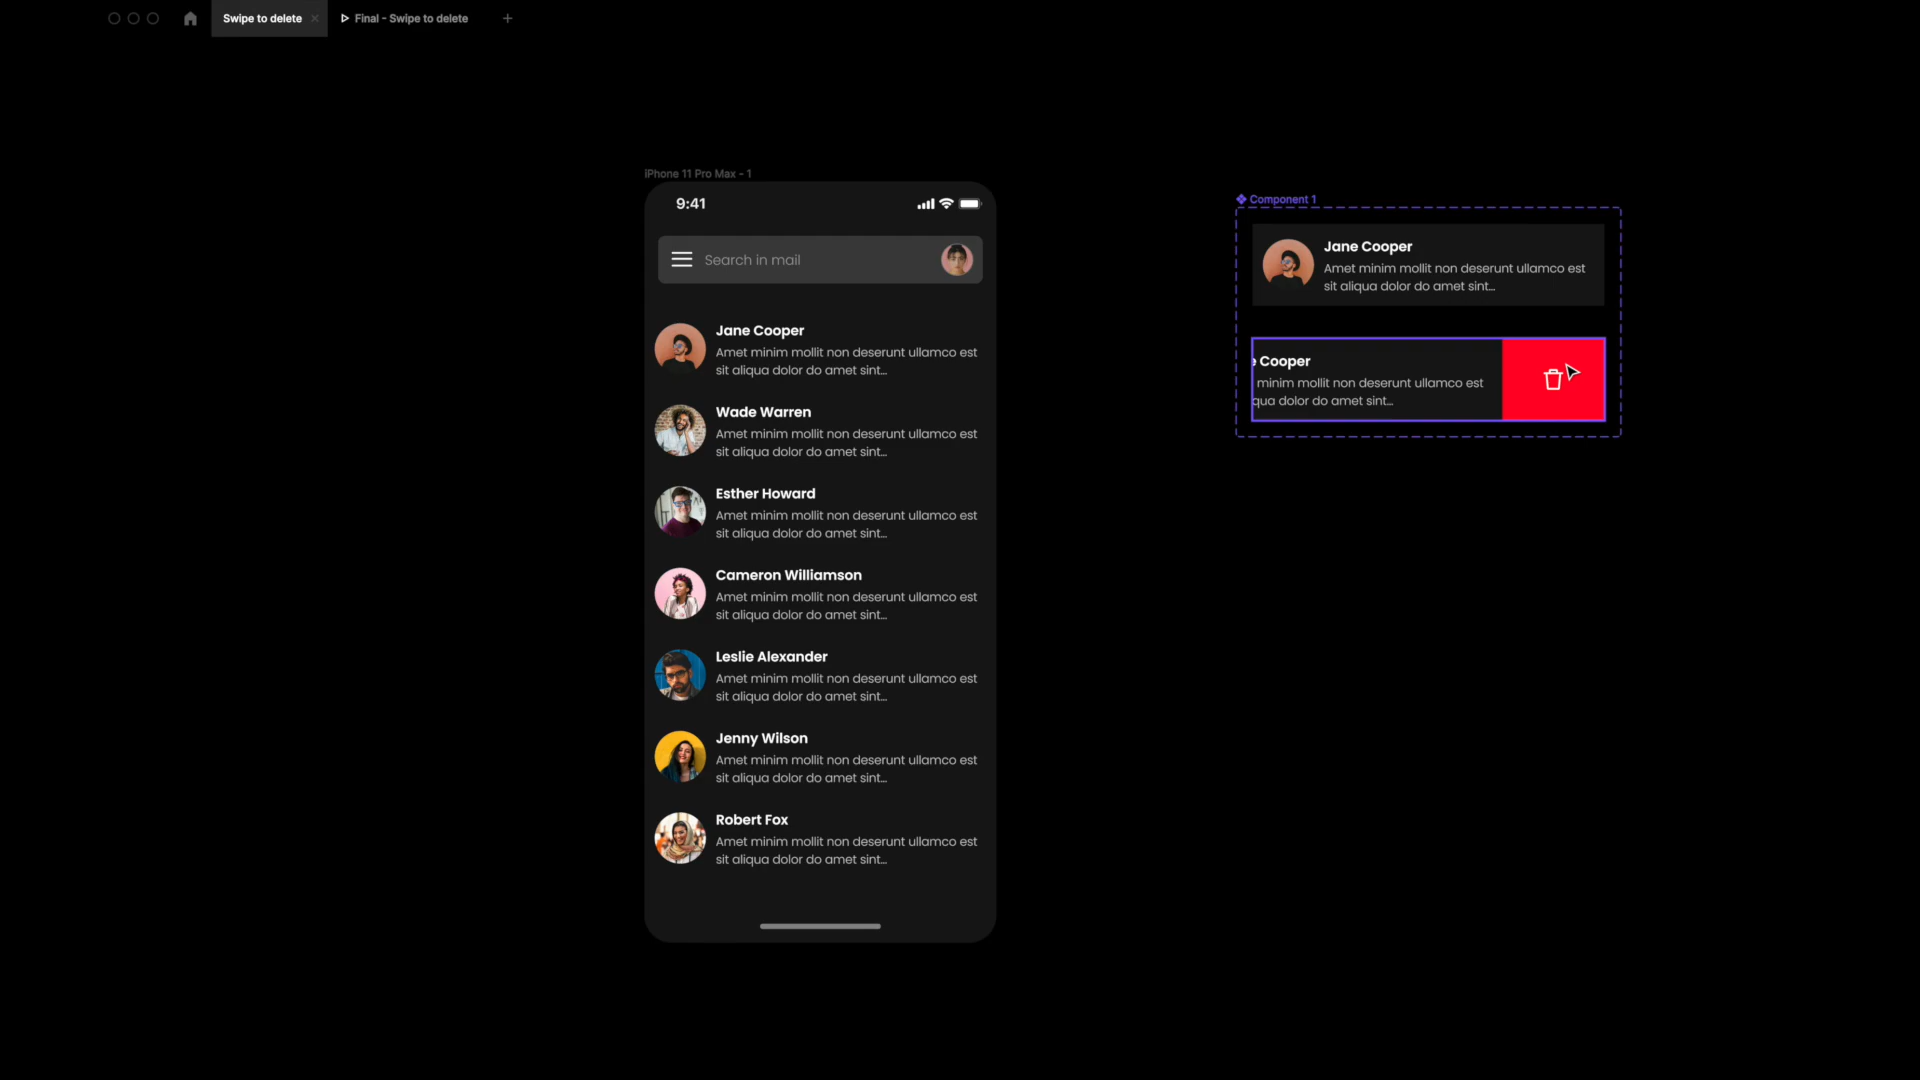 Swipe to delete
Final - Swipe to delete
iPhone 11 Pro Max - 1
9:41
Search in mail
Jane Cooper
Amet minim mollit non deserunt ullamco est
sit aliqua dolor do amet sint...
Wade Warren
Amet minim mollit non deserunt ullamco est
sit aliqua dolor do amet sint...
Esther Howard
Amet minim mollit non deserunt ullamco est
sit aliqua dolor do amet sint...
Cameron Williamson
Amet minim mollit non deserunt ullamco est
sit aliqua dolor do amet sint...
Leslie Alexander
Amet minim mollit non deserunt ullamco est
sit aliqua dolor do amet sint...
Jenny Wilson
Amet minim mollit non deserunt ullamco est
sit aliqua dolor do amet sint...
Robert Fox
Amet minim mollit non deserunt ullamco est
sit aliqua dolor do amet sint...
Component 1
Jane Cooper
Amet minim mollit non deserunt ullamco est
sit aliqua dolor do amet sint...
e Cooper
minim mollit non deserunt ullamco est
qua dolor do amet sint...